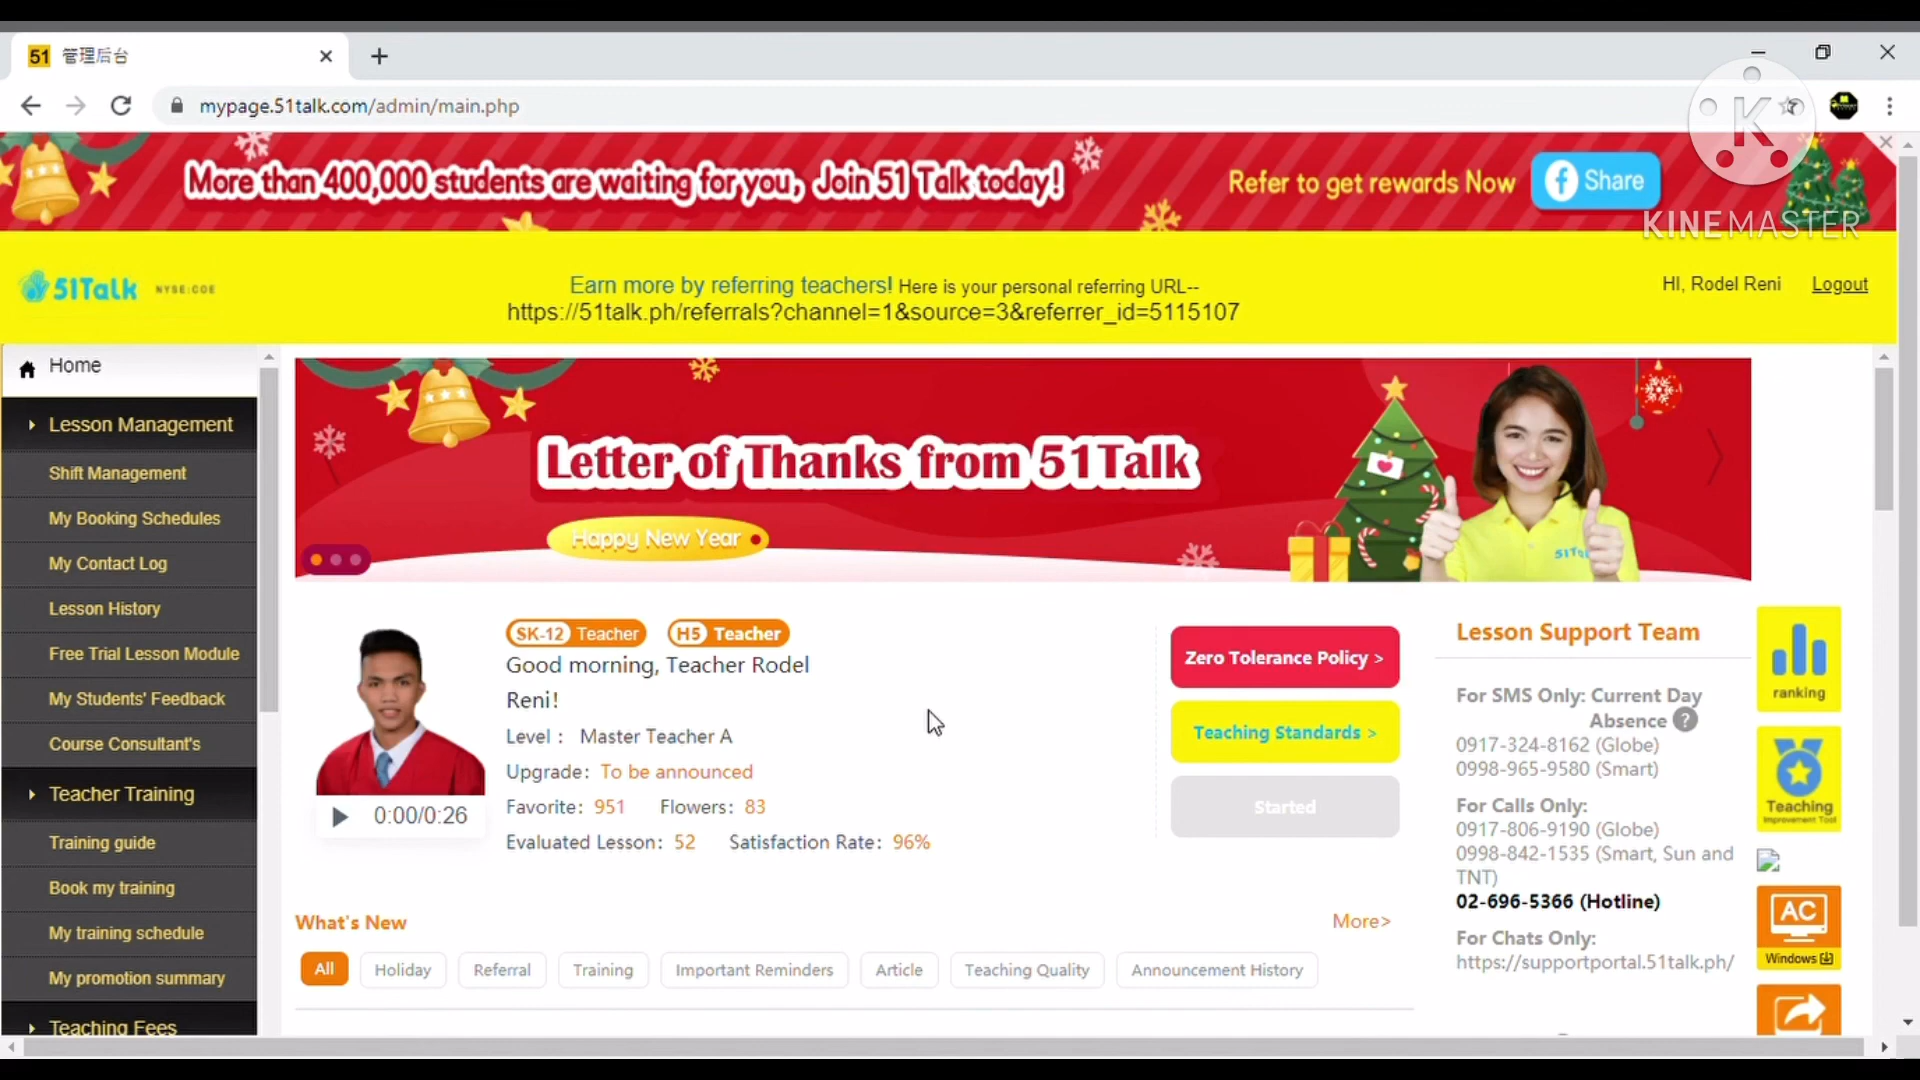 51 管理后台
mypage.51talk.com/admin/main.php
More than 400,000 students are waiting for you, Join 51 Talk today!
Refer to get rewards Now
Share
K
KINEMASTER
51Talk NYSE:COE
Earn more by referring teachers! Here is your personal referring URL--
https://51talk.ph/referrals?channel=1&source=3&referrer_id=5115107
HI, Rodel Reni
Logout
Home
Lesson Management
Shift Management
My Booking Schedules
My Contact Log
Lesson History
Free Trial Lesson Module
My Students' Feedback
Course Consultant's
Teacher Training
Training guide
Book my training
My training schedule
My promotion summary
Teaching Fees
Letter of Thanks from 51Talk
Happy New Year
0:00/0:26
SK-12 Teacher
H5 Teacher
Good morning, Teacher Rodel
Reni!
Level : Master Teacher A
Upgrade: To be announced
Favorite: 951 Flowers: 83
Evaluated Lesson: 52 Satisfaction Rate: 96%
Zero Tolerance Policy >
Teaching Standards >
Started
Lesson Support Team
For SMS Only: Current Day
Absence ?
0917-324-8162 (Globe)
0998-965-9580 (Smart)
For Calls Only:
0917-806-9190 (Globe)
0998-842-1535 (Smart, Sun and
TNT)
02-696-5366 (Hotline)
For Chats Only:
https://supportportal.51talk.ph/
ranking
Teaching
Improvement Tool
AC
Windows
What's New
More>
All
Holiday
Referral
Training
Important Reminders
Article
Teaching Quality
Announcement History